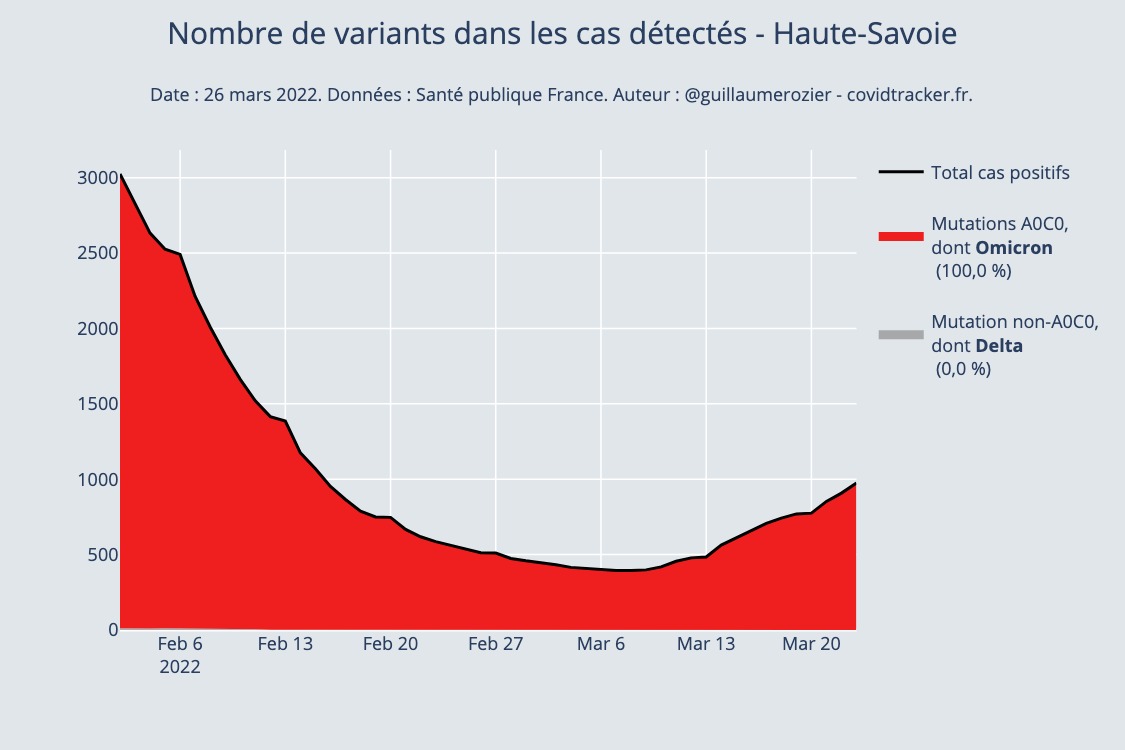 Nombre de variants dans les cas détectés - Haute-Savoie
Date : 26 mars 2022. Données : Santé publique France. Auteur : @guillaumerozier - covidtracker.fr.
3000
2500
2000
1500
1000
500
0
Feb 6
2022
Feb 13
Feb 20
Feb 27
Mar 6
Mar 13
Mar 20
Total cas positifs
Mutations A0C0,
dont Omicron
(100,0 %)
Mutation non-A0C0,
dont Delta
(0,0 %)